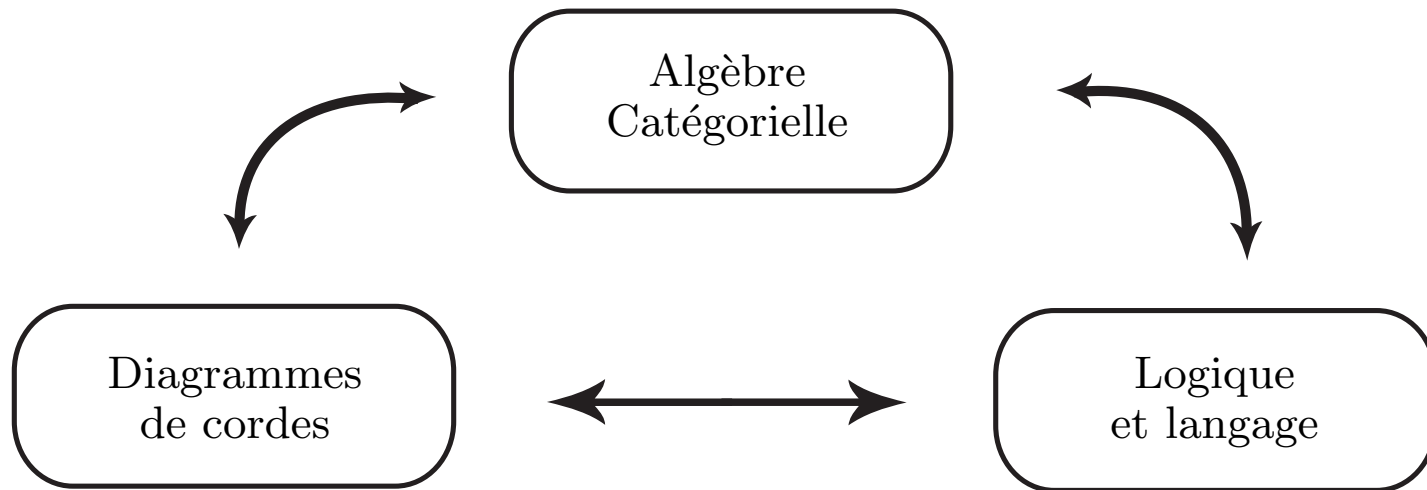 Algèbre
Catégorielle
Diagrammes
de cordes
Logique
et langage